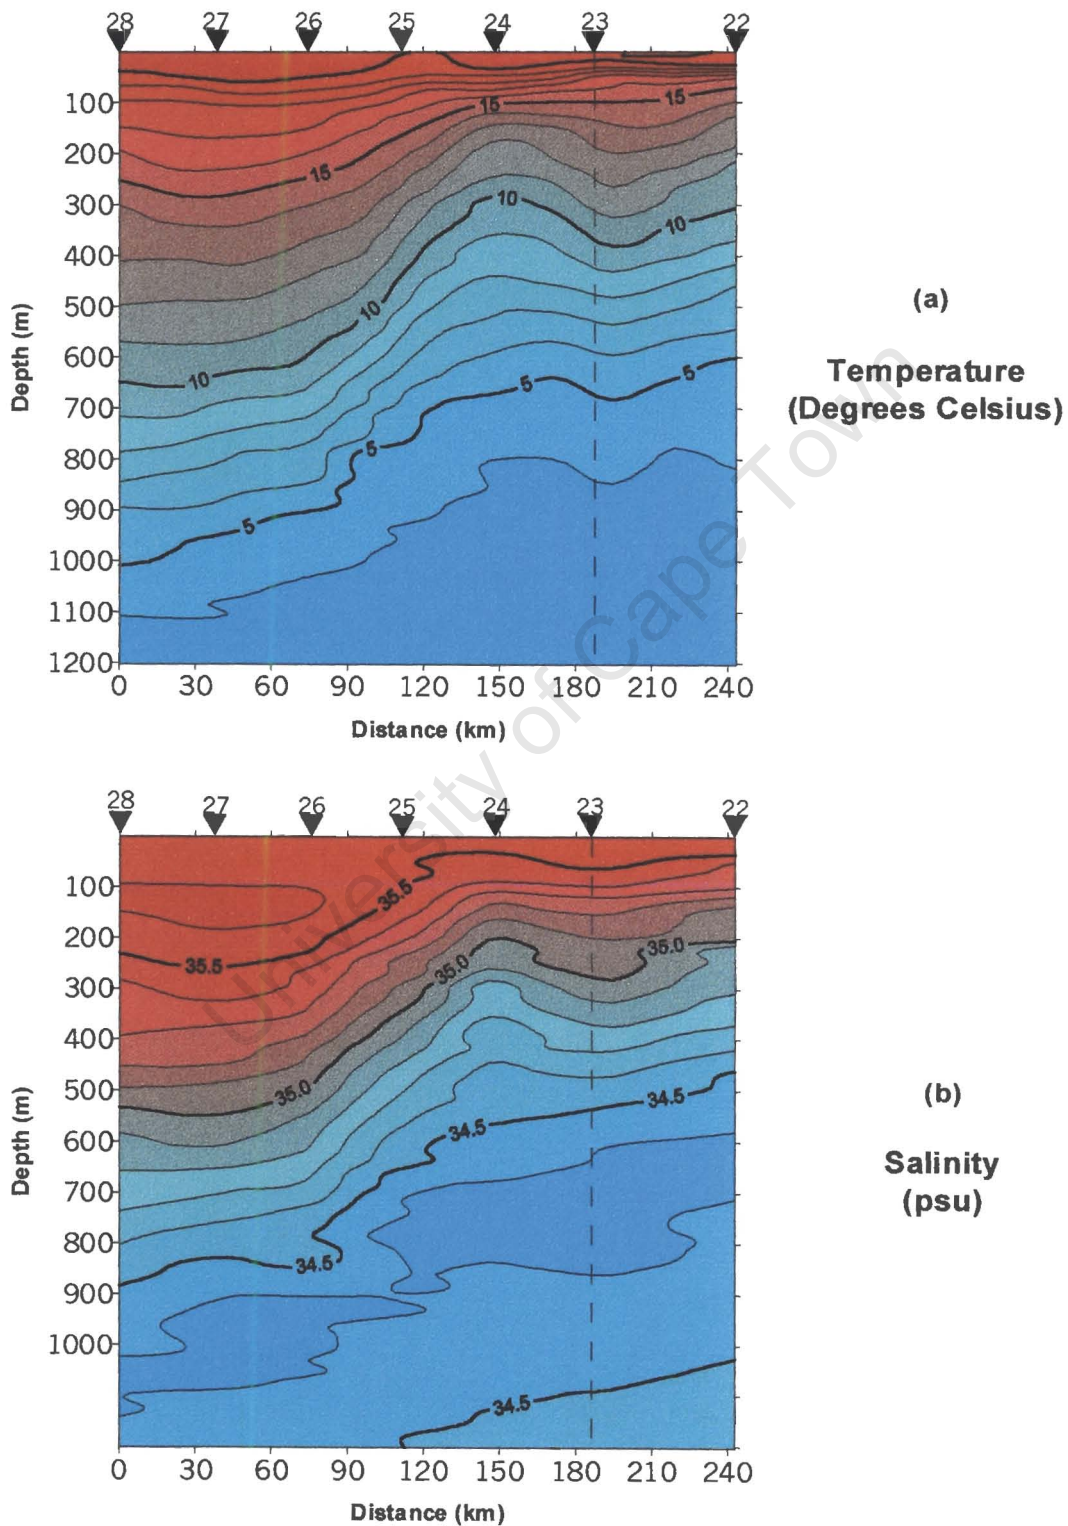 28 27 26 25 24 23 22
100
200
300
400
500
600
700
800
900
1000
1100
1200
Depth (m)
15
15
15
10
10
10
10
5
5
5
5
0 30 60 90 120 150 180 210 240
Distance (km)
(a)
Temperature
(Degrees Celsius)
University of Cape Town
28 27 26 25 24 23 22
100
200
300
400
500
600
700
800
900
1000
Depth (m)
35.5
35.5
35.0
35.0
35.0
34.5
34.5
34.5
34.5
0 30 60 90 120 150 180 210 240
Distance (km)
(b)
Salinity
(psu)